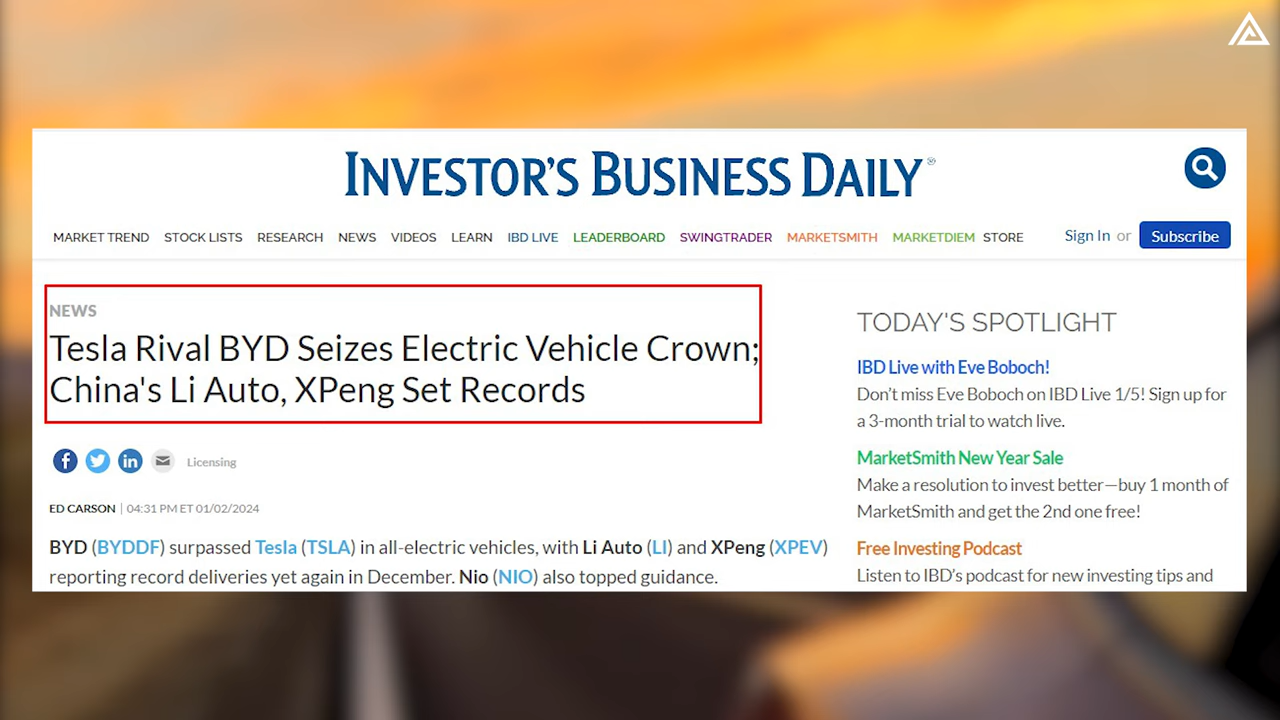 INVESTOR'S BUSINESS DAILY®
MARKET TREND STOCK LISTS RESEARCH NEWS VIDEOS LEARN IBD LIVE LEADERBOARD SWINGTRADER MARKETSMITH MARKETDIEM STORE Sign In or Subscribe
NEWS
Tesla Rival BYD Seizes Electric Vehicle Crown;
China's Li Auto, XPeng Set Records
Licensing
ED CARSON | 04:31 PM ET 01/02/2024
BYD (BYDDF) surpassed Tesla (TSLA) in all-electric vehicles, with Li Auto (LI) and XPeng (XPEV)
reporting record deliveries yet again in December. Nio (NIO) also topped guidance.
TODAY'S SPOTLIGHT
IBD Live with Eve Boboch!
Don't miss Eve Boboch on IBD Live 1/5! Sign up for
a 3-month trial to watch live.
MarketSmith New Year Sale
Make a resolution to invest better—buy 1 month of
MarketSmith and get the 2nd one free!
Free Investing Podcast
Listen to IBD's podcast for new investing tips and